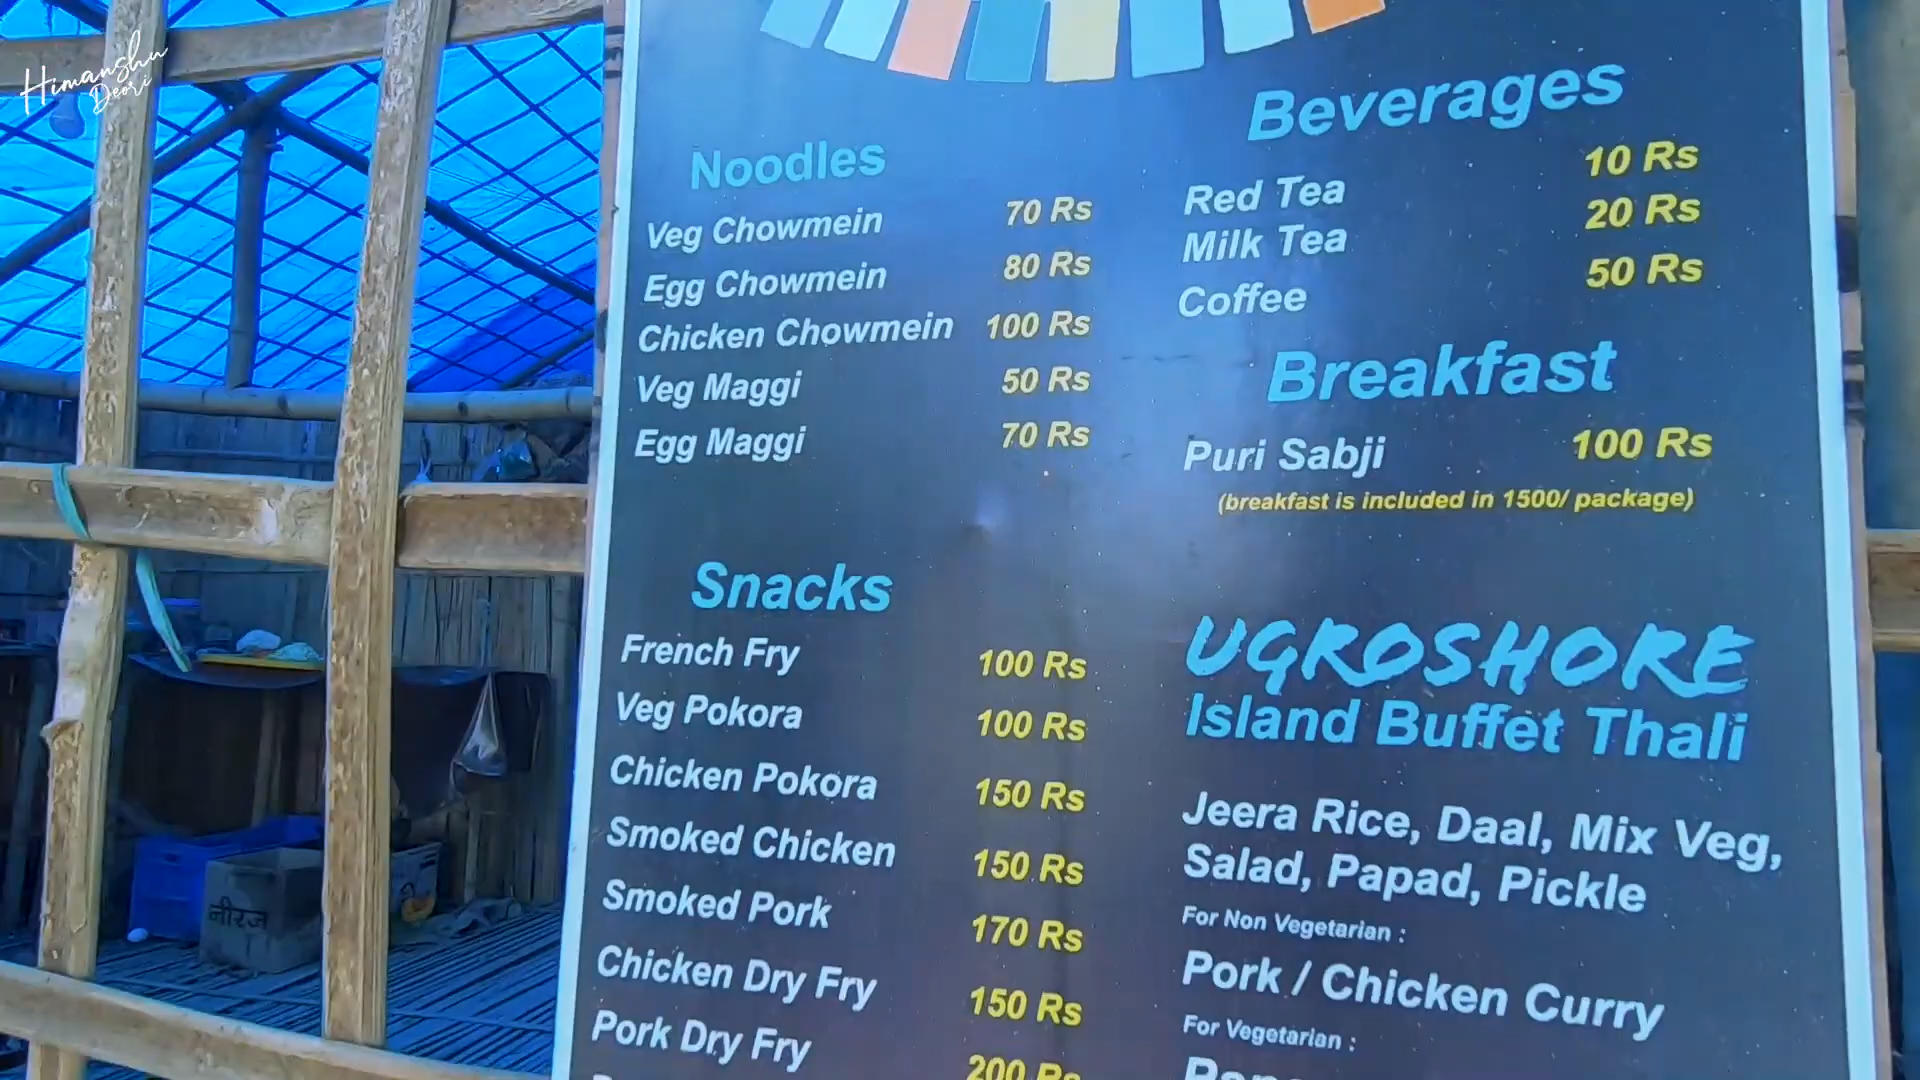 Himanshu
Deori
Noodles
Veg Chowmein 70 Rs
Egg Chowmein 80 Rs
Chicken Chowmein 100 Rs
Veg Maggi 50 Rs
Egg Maggi 70 Rs
Snacks
French Fry 100 Rs
Veg Pokora 100 Rs
Chicken Pokora 150 Rs
Smoked Chicken 150 Rs
Smoked Pork 170 Rs
Chicken Dry Fry 150 Rs
Pork Dry Fry 200 Rs
Beverages
Red Tea 10 Rs
Milk Tea 20 Rs
Coffee 50 Rs
Breakfast
Puri Sabji 100 Rs
(breakfast is included in 1500/ package)
UGROSHORE
Island Buffet Thali
Jeera Rice, Daal, Mix Veg,
Salad, Papad, Pickle
For Non Vegetarian :
Pork / Chicken Curry
For Vegetarian :
नीरज